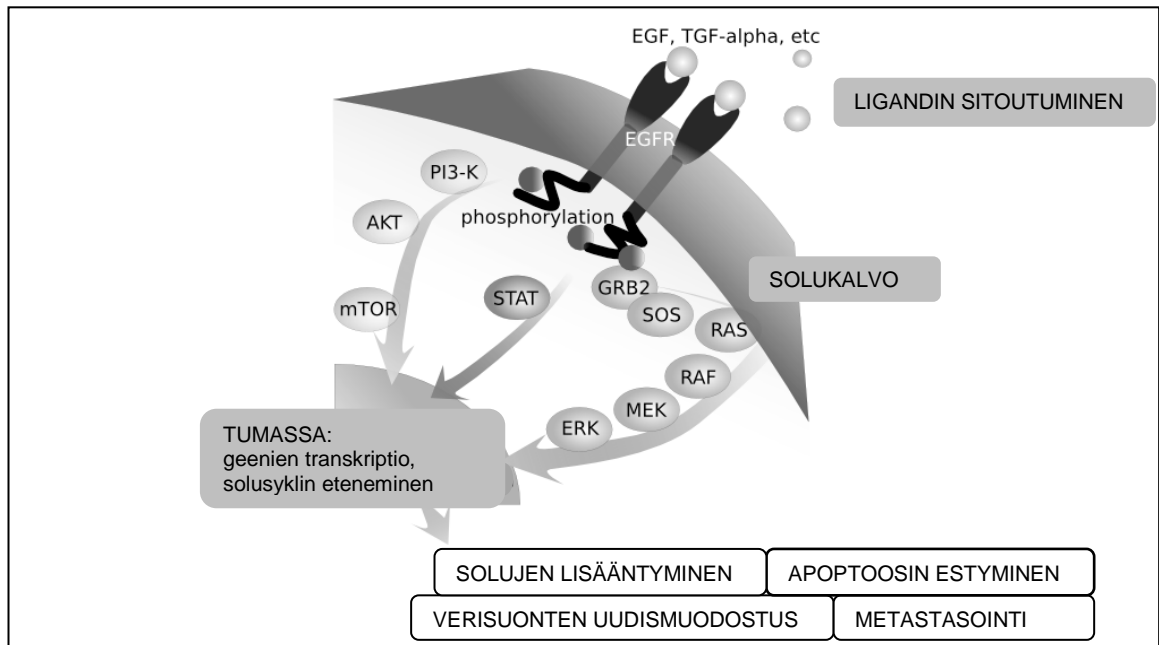 EGF, TGF-alpha, etc
LIGANDIN SITOUTUMINEN
EGFR
PI3-K
phosphorylation
AKT
SOLUKALVO
GRB2
STAT
mTOR
SOS
RAS
RAF
MEK
ERK
TUMASSA:
geenien transkriptio,
solusyklin eteneminen
SOLUJEN LISÄÄNTYMINEN
APOPTOOSIN ESTYMINEN
VERISUONTEN UUDISMUODOSTUS
METASTASOINTI